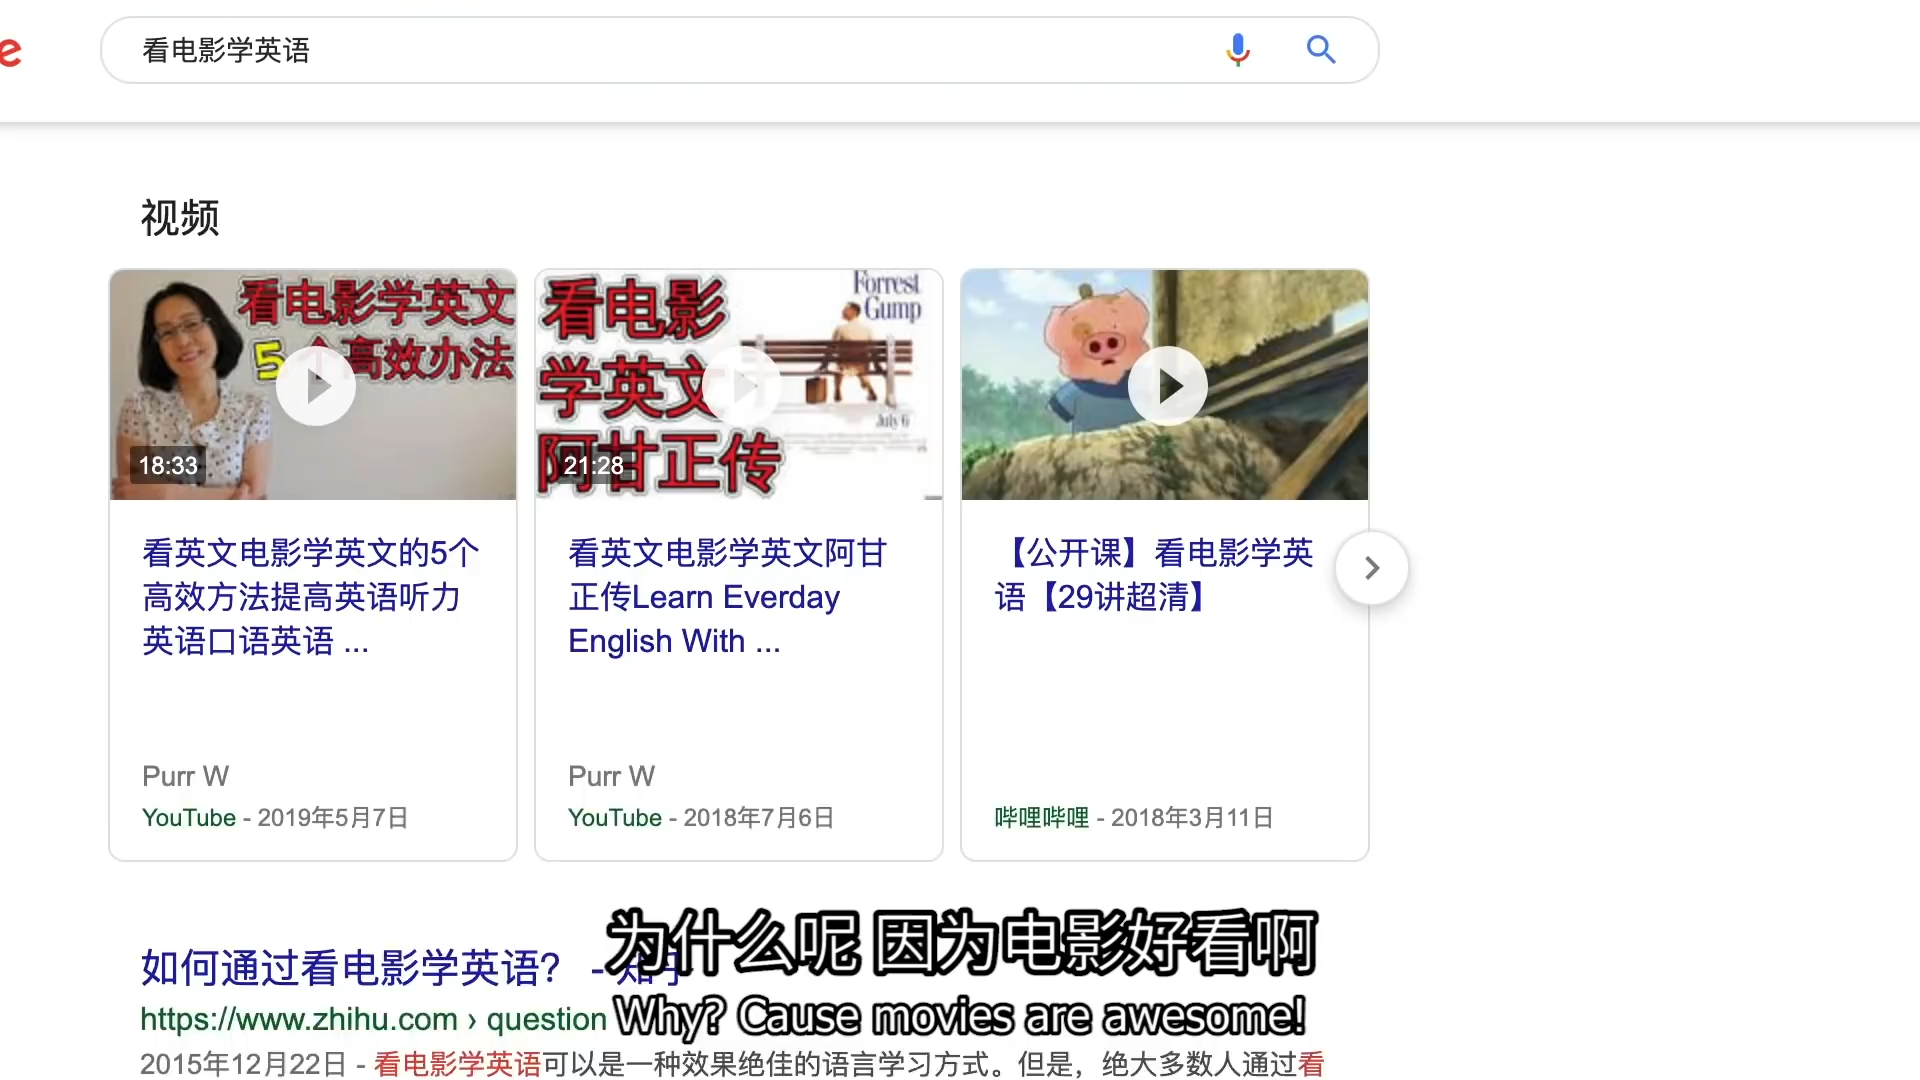 e
看电影学英语
视频
看电影学英文
5个高效办法
18:33
看电影
学英文
阿甘正传
Forrest
Gump
July 6
21:28
看英文电影学英文的5个
高效方法提高英语听力
英语口语英语 ...
Purr W
YouTube - 2019年5月7日
看英文电影学英文阿甘
正传Learn Everday
English With ...
Purr W
YouTube - 2018年7月6日
【公开课】看电影学英
语【29讲超清】
哔哩哔哩 - 2018年3月11日
如何通过看电影学英语? - 知乎
https://www.zhihu.com › question
2015年12月22日 - 看电影学英语可以是一种效果绝佳的语言学习方式。但是，绝大多数人通过看
为什么呢 因为电影好看啊
Why? Cause movies are awesome!